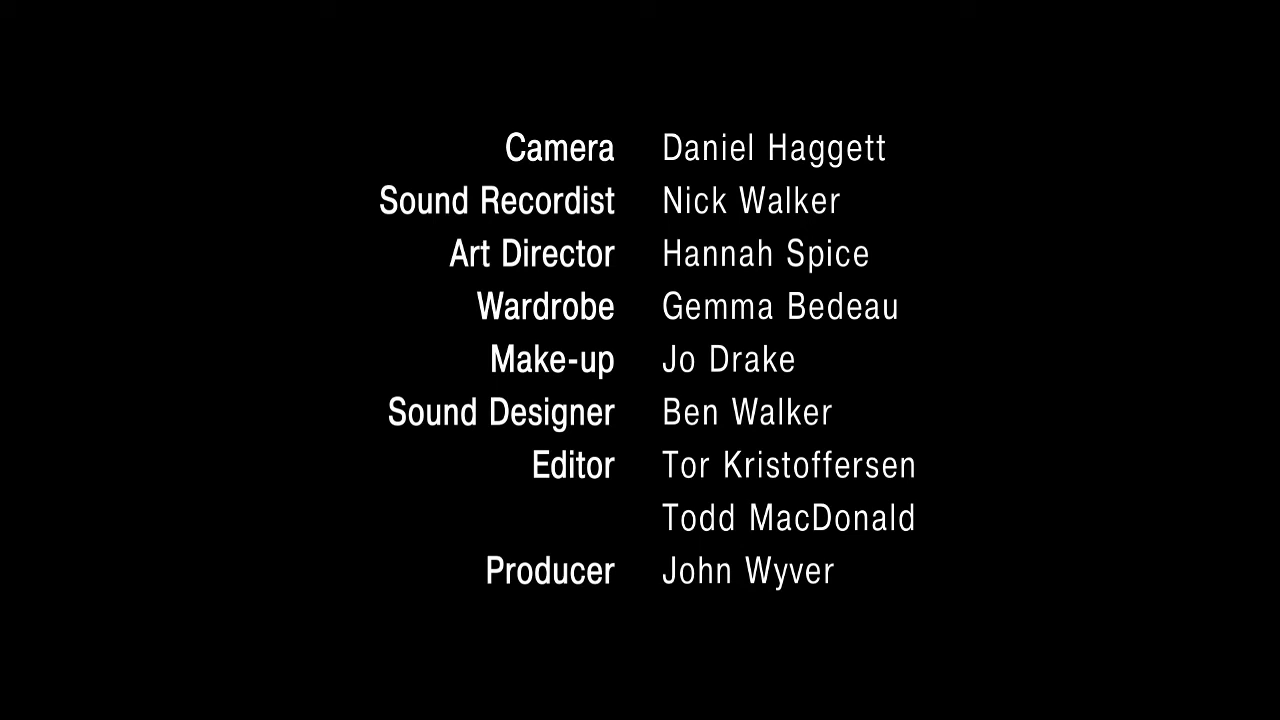 Camera Daniel Haggett
Sound Recordist Nick Walker
Art Director Hannah Spice
Wardrobe Gemma Bedeau
Make-up Jo Drake
Sound Designer Ben Walker
Editor Tor Kristoffersen
Todd MacDonald
Producer John Wyver